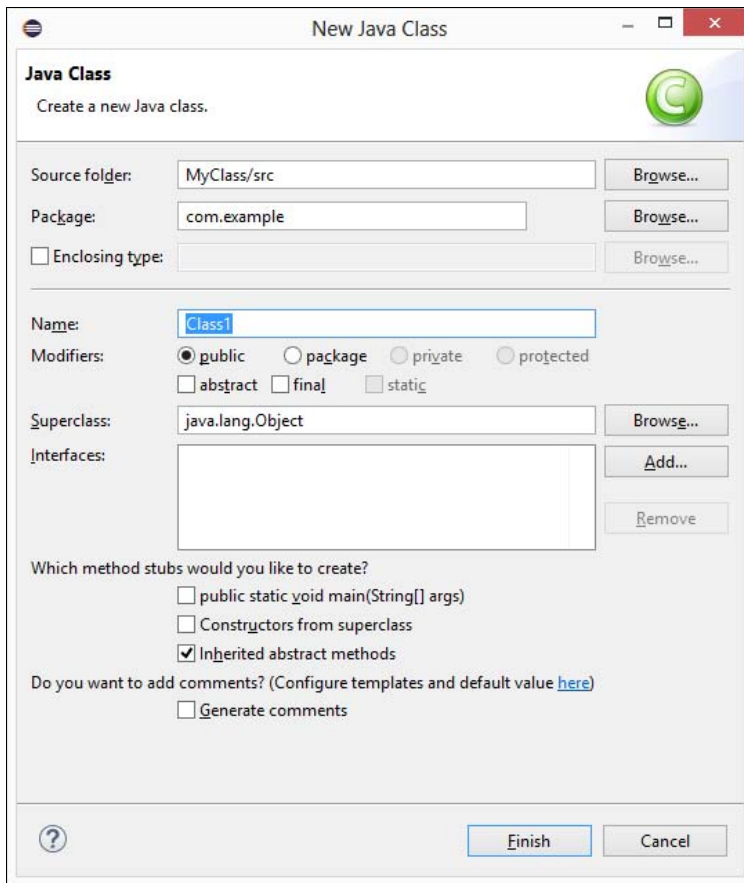 New Java Class
Java Class
Create a new Java class.
C
Source folder: MyClass/src Browse...
Package: com.example Browse...
Enclosing type: Browse...
Name: Class1
Modifiers: public package private protected
abstract final static
Superclass: java.lang.Object Browse...
Interfaces: Add...
Remove
Which method stubs would you like to create?
public static void main(String[] args)
Constructors from superclass
Inherited abstract methods
Do you want to add comments? (Configure templates and default value here)
Generate comments
? Finish Cancel